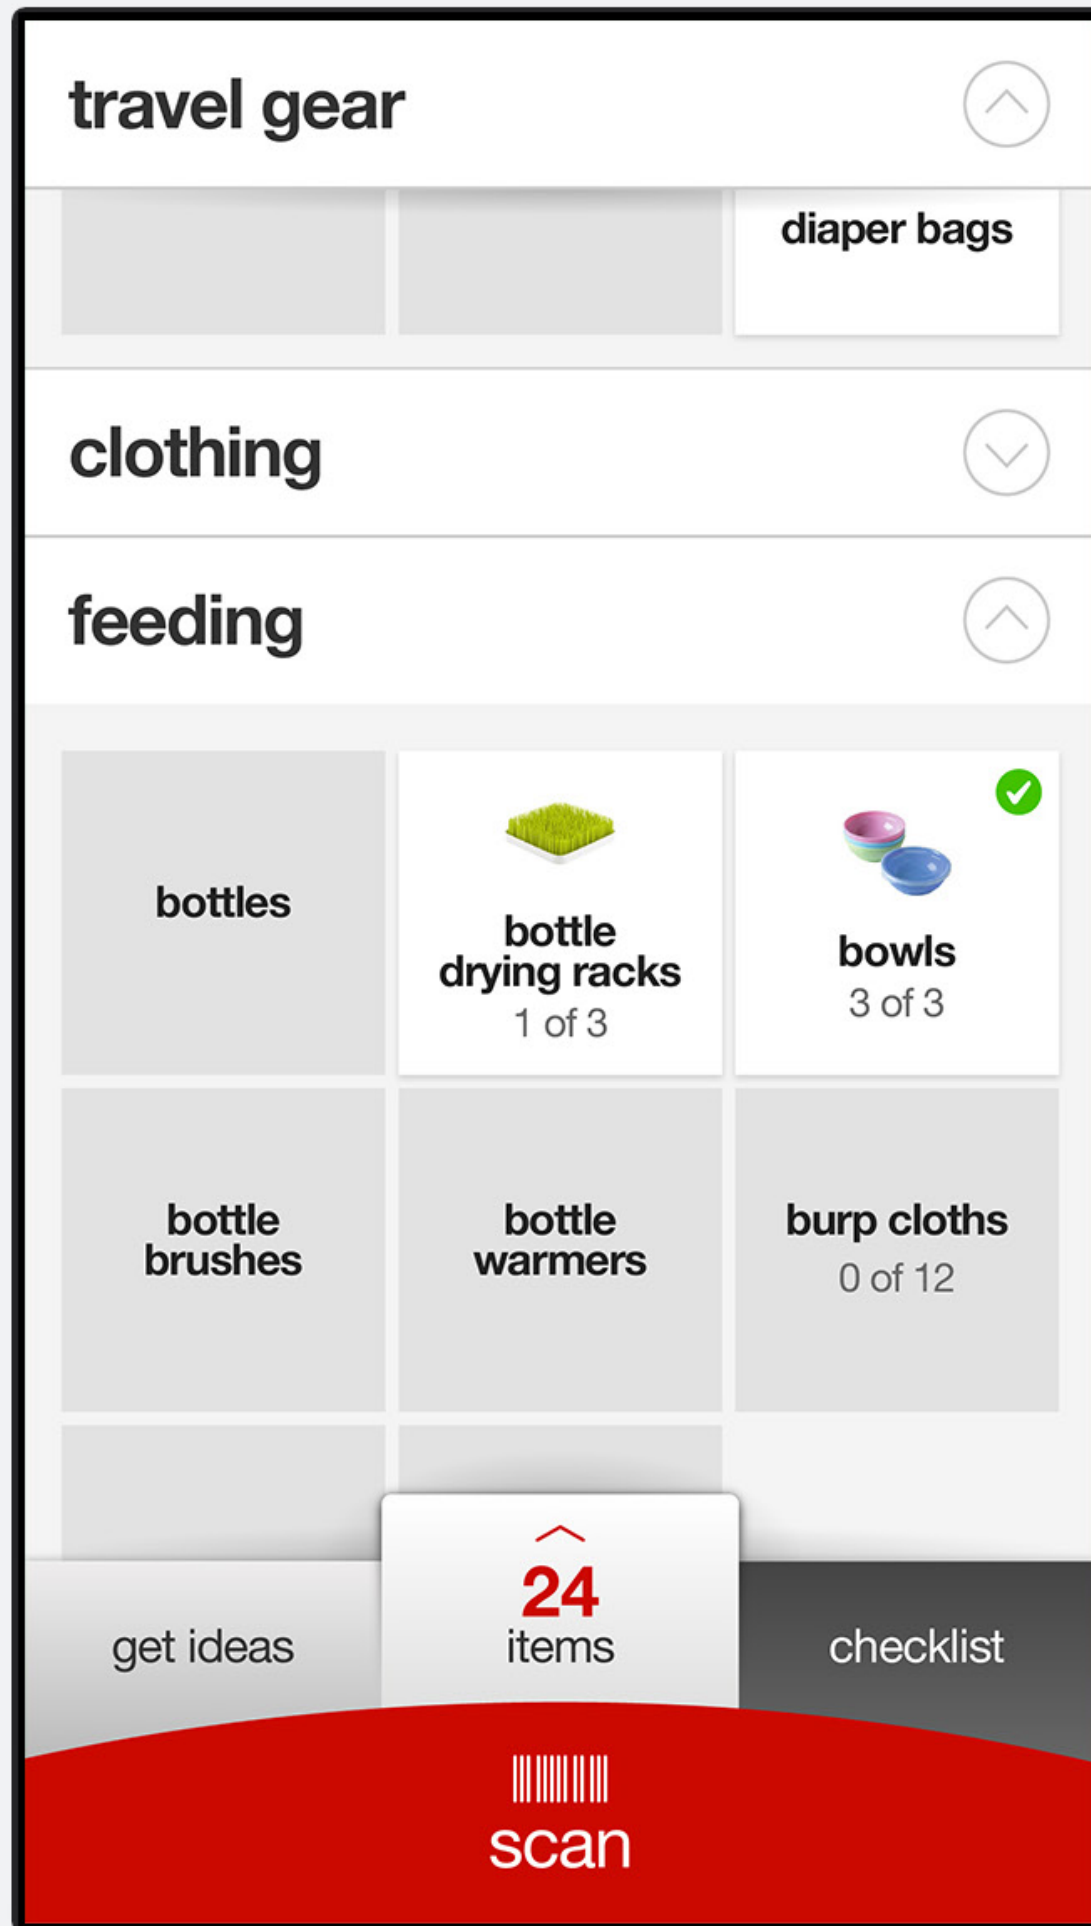 travel gear
diaper bags
clothing
feeding
bottles
bottle
drying racks
1 of 3
bowls
3 of 3
bottle
brushes
bottle
warmers
burp cloths
0 of 12
get ideas
24
items
checklist
scan